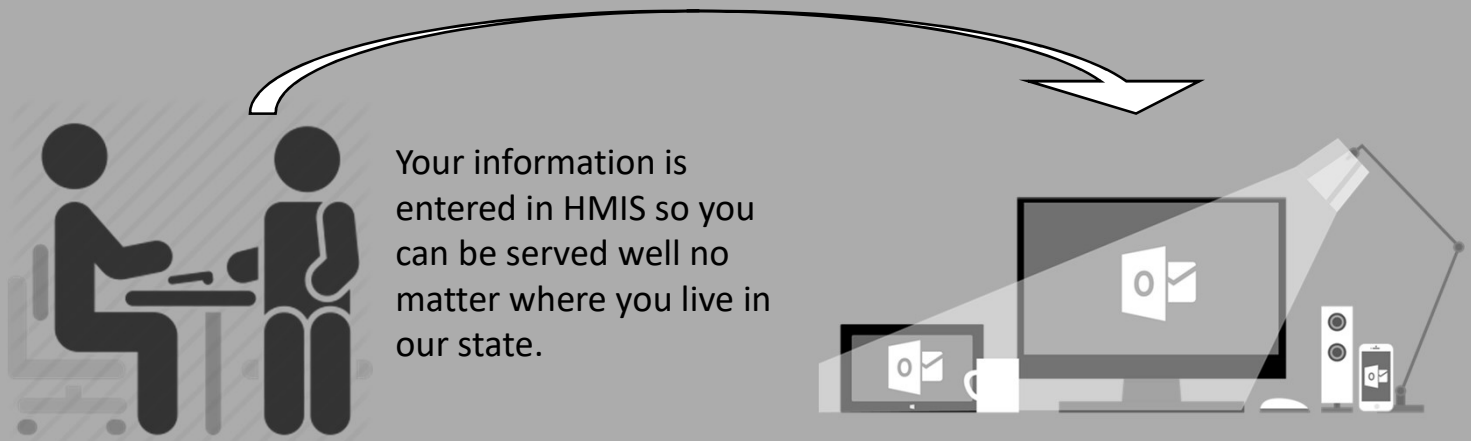 Your information is
entered in HMIS so you
can be served well no
matter where you live in
our state.
O
O
O